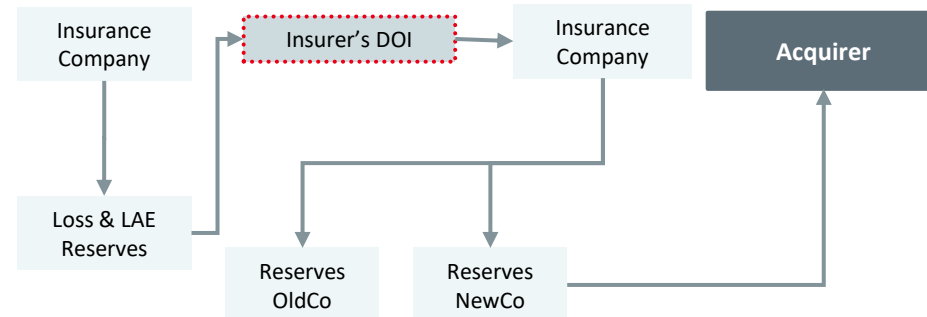 Insurance
Company
Insurer’s DOI
Insurance
Company
Acquirer
Loss & LAE
Reserves
Reserves
OldCo
Reserves
NewCo